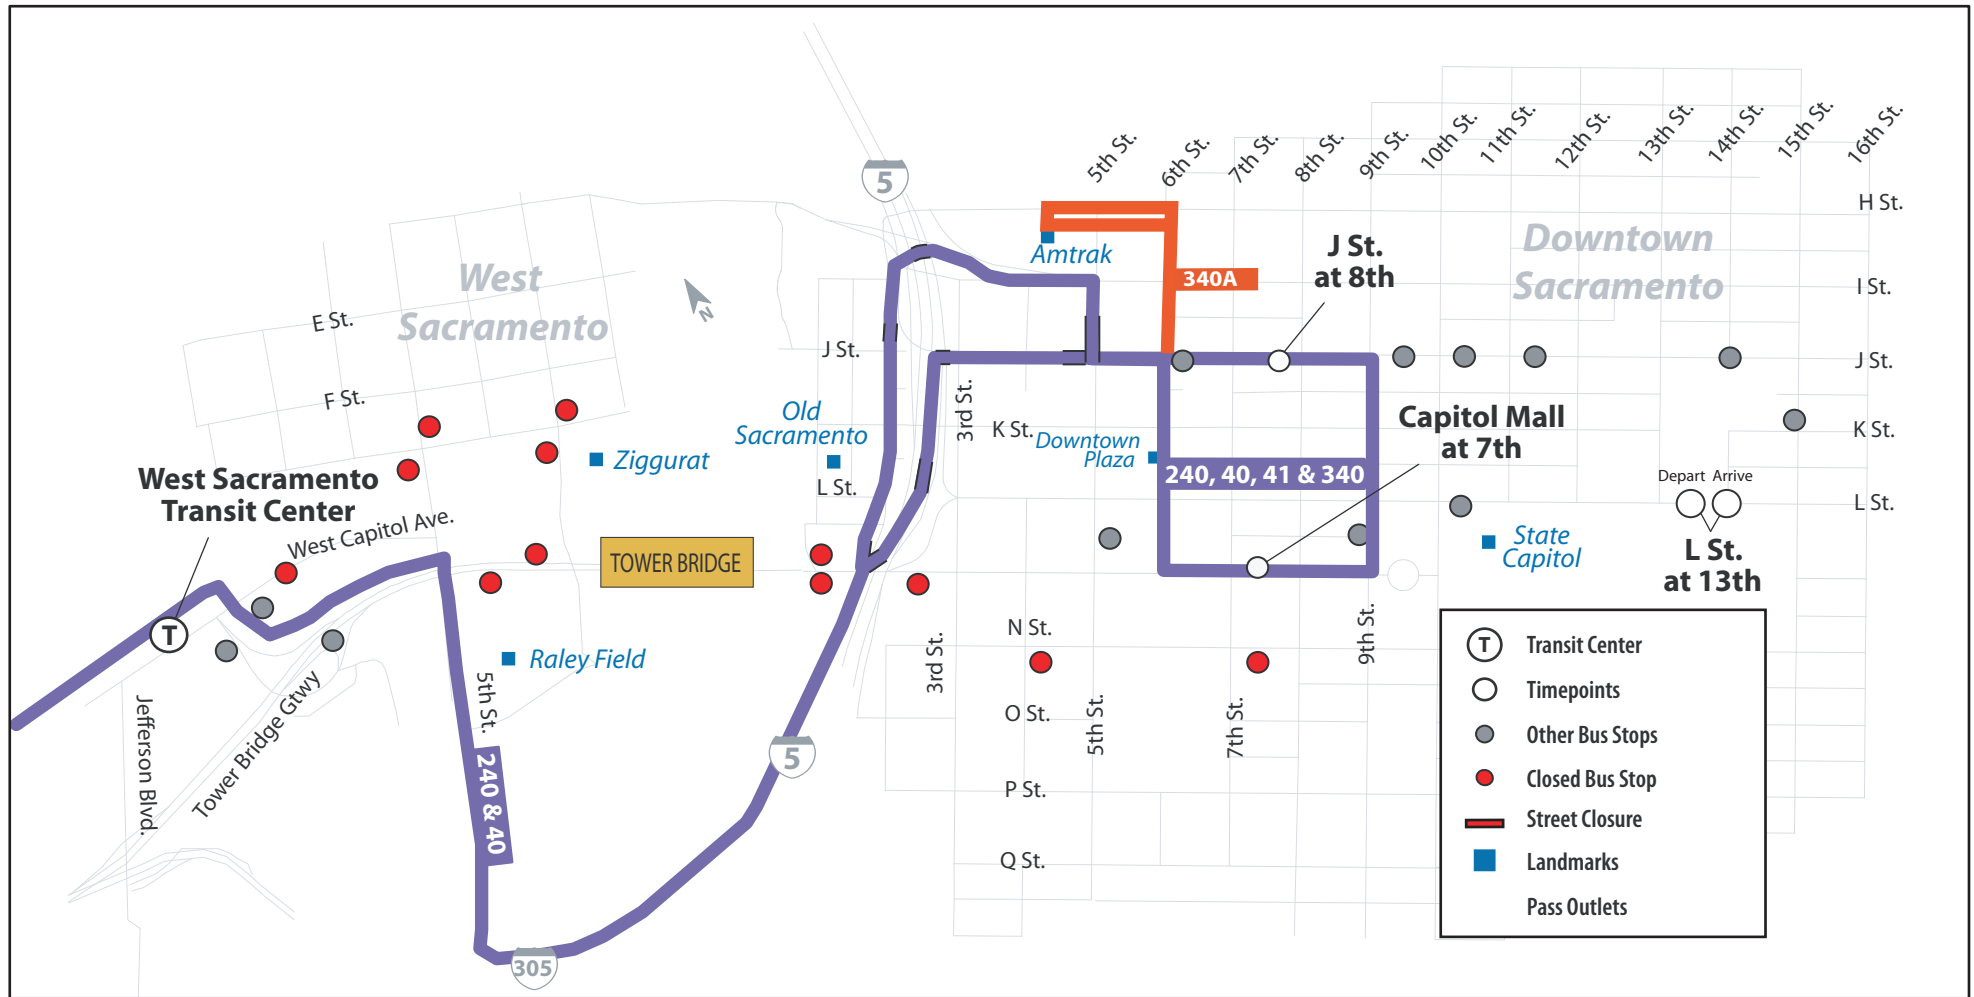 5th St.
6th St.
7th St.
8th St.
9th St.
10th St.
11th St.
12th St.
13th St.
14th St.
15th St.
16th St.
H St.
I St.
J St.
K St.
L St.
5
West
Sacramento
Downtown
Sacramento
Amtrak
340A
J St.
at 8th
N
E St.
F St.
J St.
Old
Sacramento
3rd St.
K St.
Downtown
Plaza
L St.
Ziggurat
Capitol Mall
at 7th
240, 40, 41 & 340
West Sacramento
Transit Center
West Capitol Ave.
TOWER BRIDGE
Depart
Arrive
L St.
at 13th
State
Capitol
T
Raley Field
5th St.
Jefferson Blvd.
Tower Bridge Gtwy
240 & 40
305
5
3rd St.
N St.
O St.
P St.
Q St.
5th St.
7th St.
9th St.
T
Transit Center
Timepoints
Other Bus Stops
Closed Bus Stop
Street Closure
Landmarks
Pass Outlets